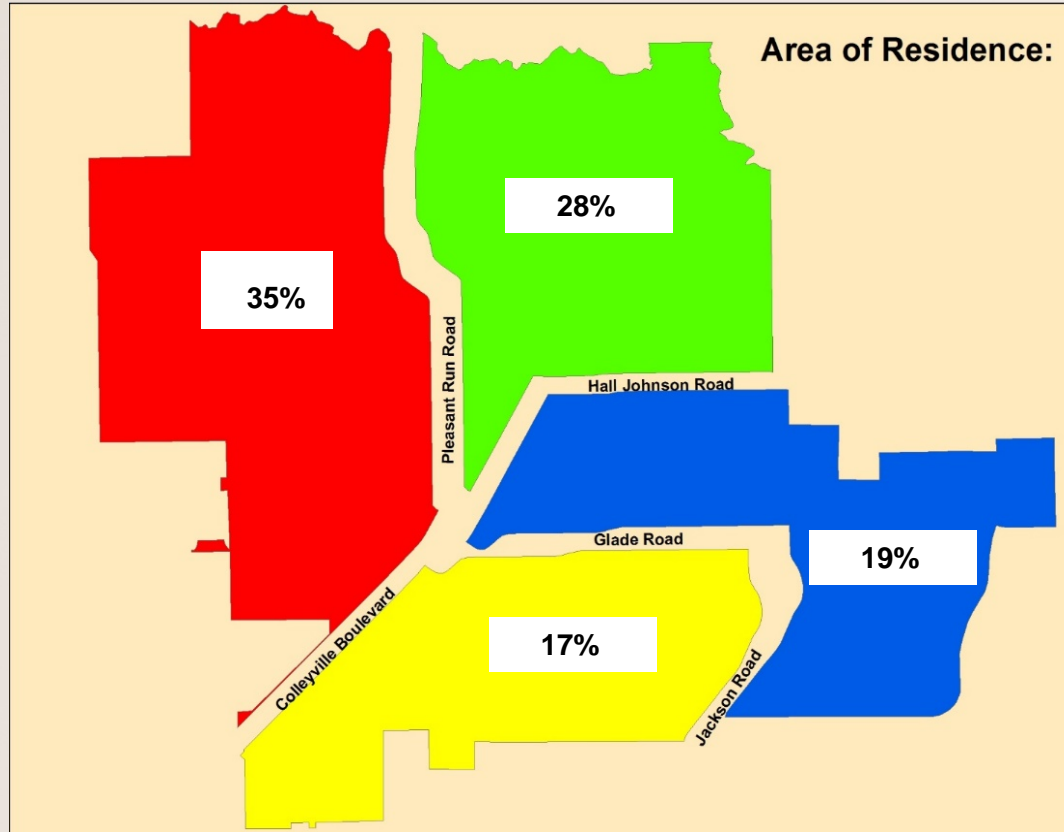 Area of Residence:
28%
35%
Pleasant Run Road
Hall Johnson Road
Glade Road
19%
Colleyville Boulevard
17%
Jackson Road